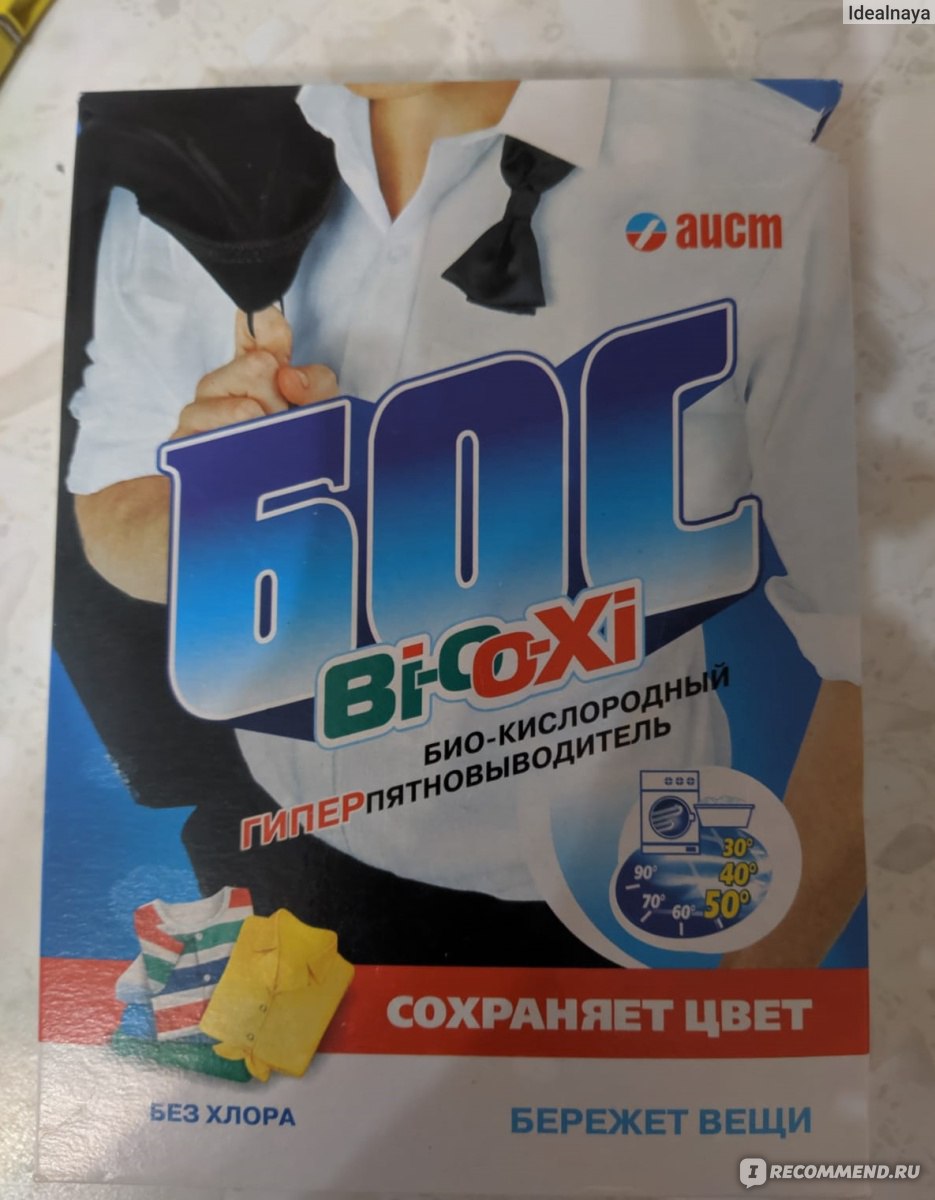 Idealnaya
аист
БОС
Bi-O-o-Xi
БИО-КИСЛОРОДНЫЙ
ГИПЕРПЯТНОВЫВОДИТЕЛЬ
30°
90° 40°
70° 60° 50°
СОХРАНЯЕТ ЦВЕТ
БЕЗ ХЛОРА
БЕРЕЖЕТ ВЕЩИ
I RECOMMEND.RU